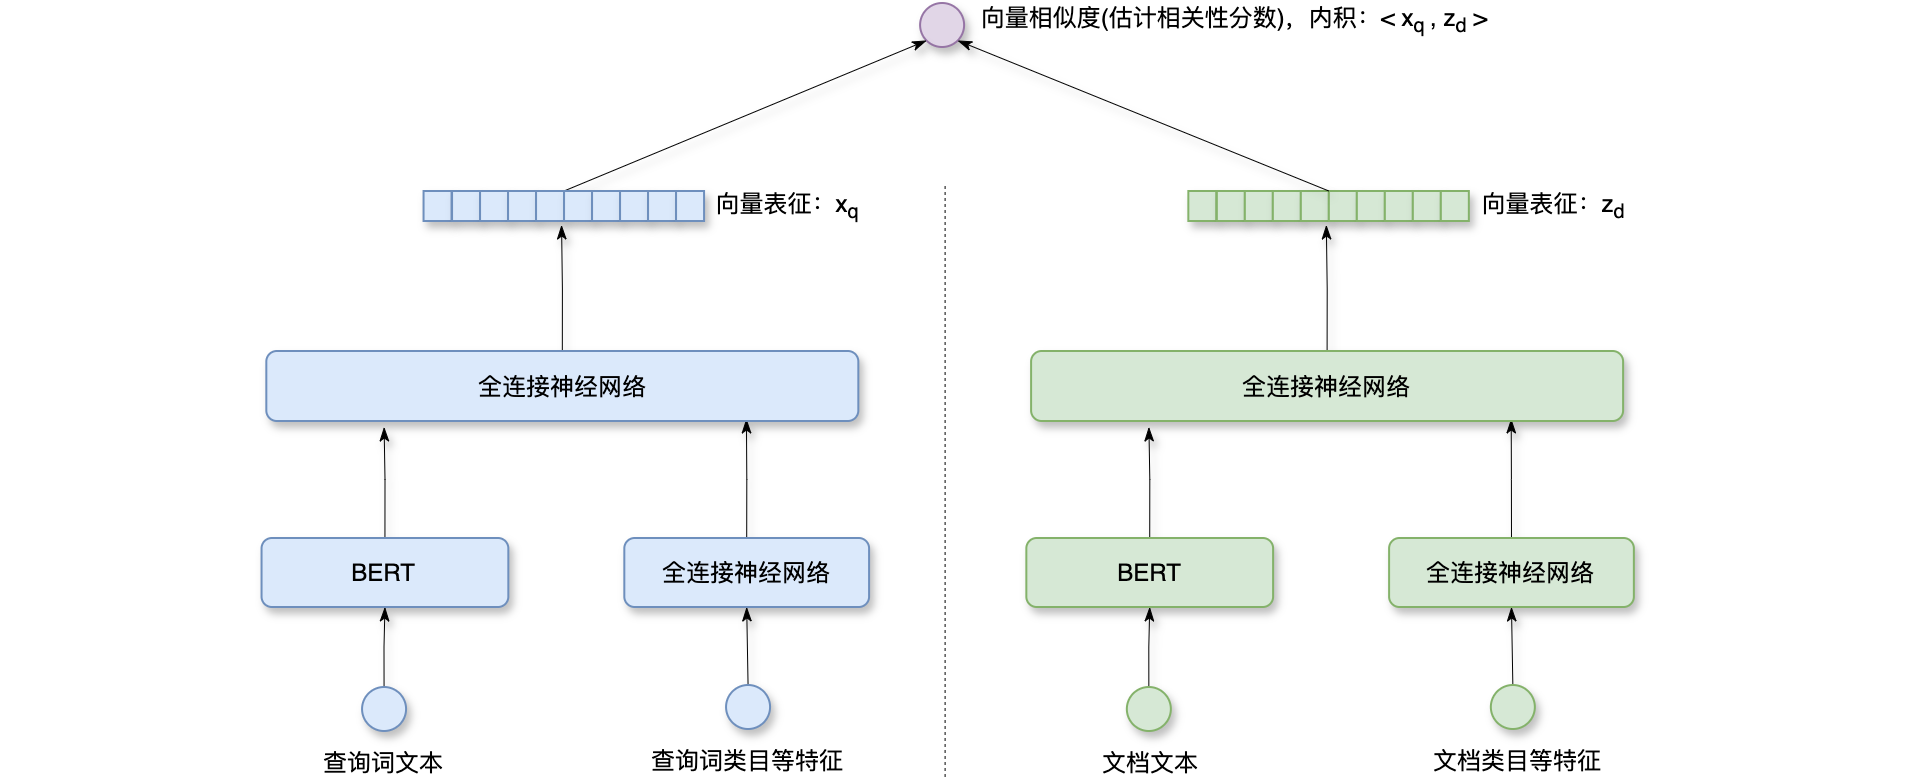 向量相似度(估计相关性分数)，内积：< x_q , z_d >
向量表征：x_q
向量表征：z_d
全连接神经网络
全连接神经网络
BERT
全连接神经网络
BERT
全连接神经网络
查询词文本
查询词类目等特征
文档文本
文档类目等特征